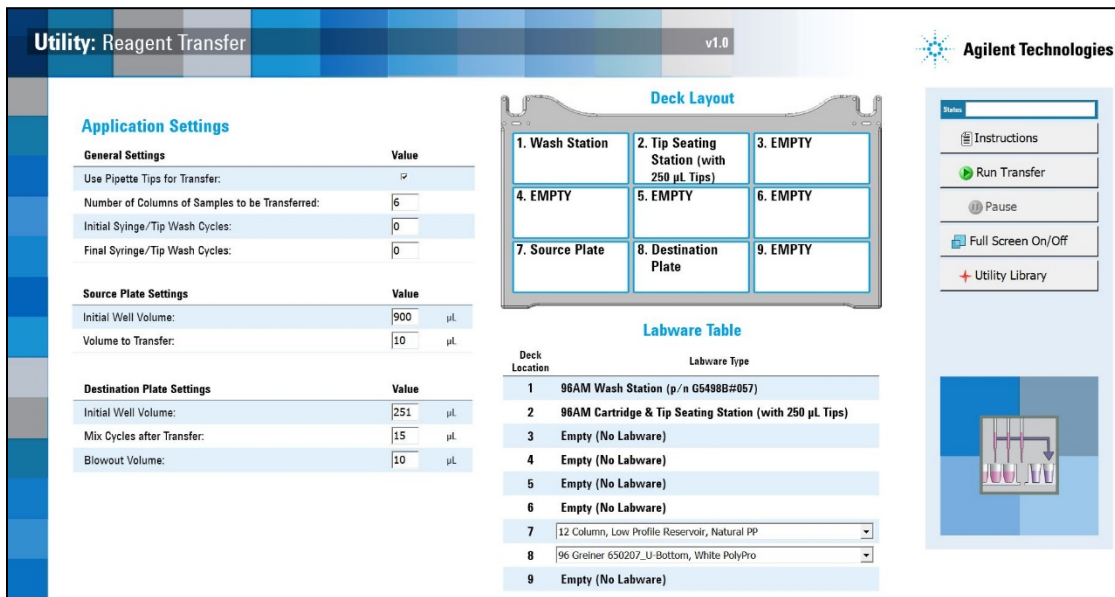 Utility: Reagent Transfer
v1.0
Agilent Technologies
Application Settings
General Settings Value
Use Pipette Tips for Transfer:
Number of Columns of Samples to be Transferred: 6
Initial Syinge/Tip Wash Cycles: 0
Final Syringe/Tip Wash Cycles: 0
Source Plate Settings Value
Initial Well Volume: 900 µL
Volume to Transfer: 10 µL
Destination Plate Settings Value
Initial Well Volume: 251 µL
Mix Cycles after Transfer: 15 µL
Blowout Volume: 10 µL
Deck Layout
1. Wash Station
2. Tip Seating
Station (with
250 µL Tips)
3. EMPTY
4. EMPTY
5. EMPTY
6. EMPTY
7. Source Plate
8. Destination
Plate
9. EMPTY
Labware Table
Deck
Location
Labware Type
1 96AM Wash Station (p/n G5498B#057)
2 96AM Cartridge & Tip Seating Station (with 250 µL Tips)
3 Empty (No Labware)
4 Empty (No Labware)
5 Empty (No Labware)
6 Empty (No Labware)
7 12 Column, Low Profile Reservoir, Natural PP
8 96 Greiner 650207_U-Bottom, White PolyPro
9 Empty (No Labware)
Status
Instructions
Run Transfer
Pause
Full Screen On/Off
Utility Library